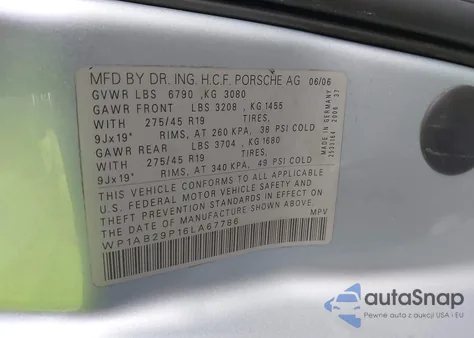 MFD BY DR. ING. H.C.F. PORSCHE AG 06/06
GVWR LBS 6790 ,KG 3080
GAWR FRONT LBS 3208 , KG 1455
WITH 275/45 R19 TIRES,
9Jx19" RIMS, AT 260 KPA, 38 PSI COLD
GAWR REAR LBS 3704 , KG 1680
WITH 275/45 R19 TIRES,
9Jx19" RIMS, AT 340 KPA, 49 PSI COLD
THIS VEHICLE CONFORMS TO ALL APPLICABLE
U.S. FEDERAL MOTOR VEHICLE SAFETY AND
THEFT PREVENTION STANDARDS IN EFFECT ON
THE DATE OF MANUFACTURE SHOWN ABOVE.
WP1AB29P16LA67786 MPV
2006 37
autoSnap
Pewne auta z aukcji USA i EU